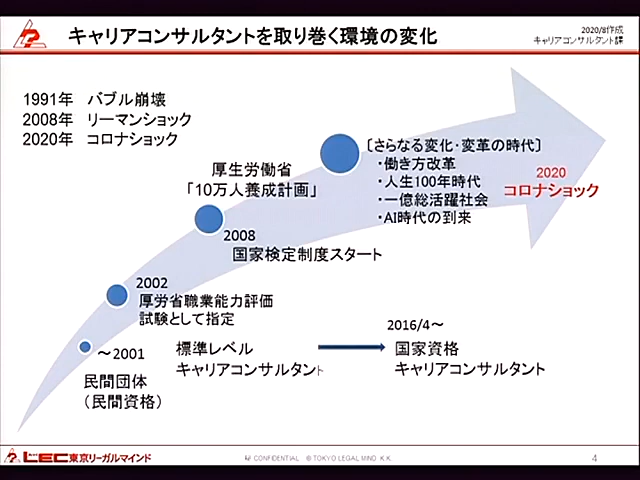 キャリアコンサルタントを取り巻く環境の変化
2020/8作成
キャリアコンサルタント課
1991年 バブル崩壊
2008年 リーマンショック
2020年 コロナショック
厚生労働省
「10万人養成計画」
〔さらなる変化・変革の時代〕
・働き方改革
・人生100年時代
・一億総活躍社会
・AI時代の到来
2020
コロナショック
2008
国家検定制度スタート
2002
厚労省職業能力評価
試験として指定
～2001
民間団体
（民間資格）
標準レベル
キャリアコンサルタント
2016/4～
国家資格
キャリアコンサルタント
LEC東京リーガルマインド
CONFIDENTIAL © TOKYO LEGAL MIND K.K.
4